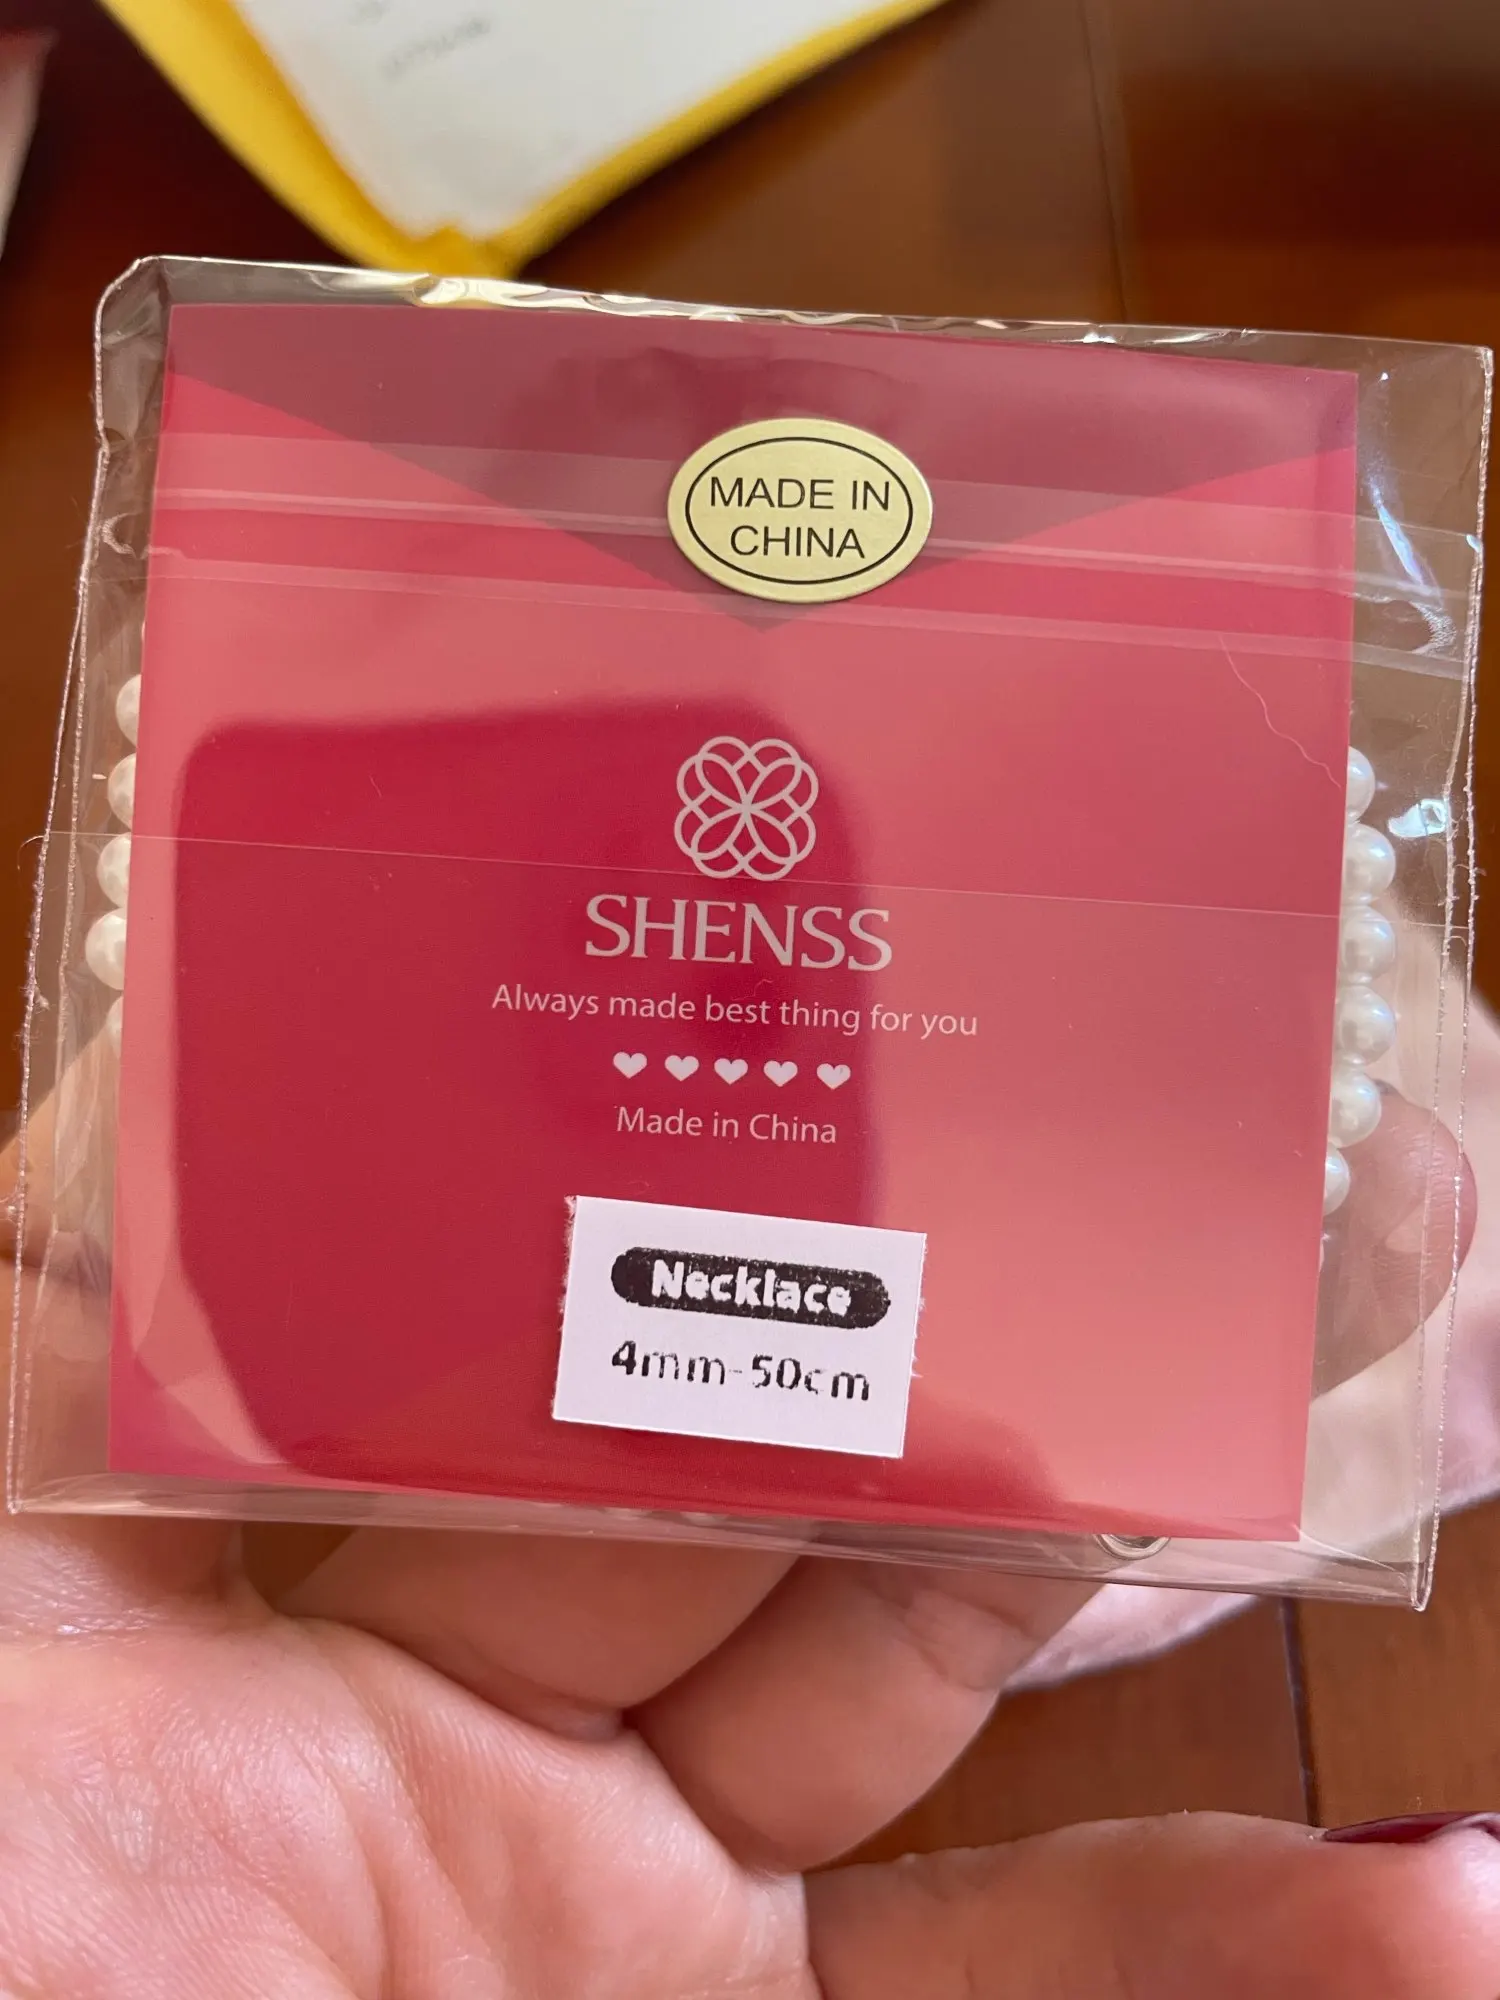 MADE IN
CHINA
SHENSS
Always made best thing for you
Made in China
Necklace
4mm-50cm